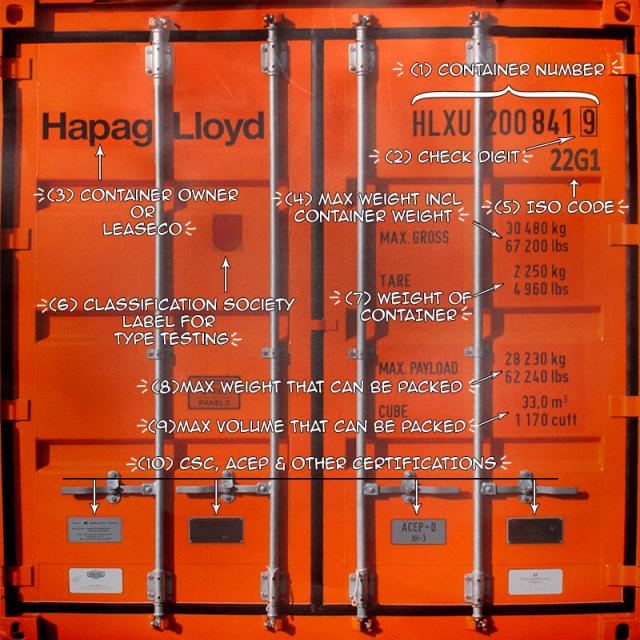 (1) CONTAINER NUMBER
HLXU 200841 9
Hapag-Lloyd
(2) CHECK DIGIT
22G1
(3) CONTAINER OWNER
OR
LEASECO
(4) MAX WEIGHT INCL
CONTAINER WEIGHT
(5) ISO CODE
MAX. GROSS
30 480 kg
67 200 lbs
TARE
2 250 kg
4 960 lbs
(6) CLASSIFICATION SOCIETY
LABEL FOR
TYPE TESTING
(7) WEIGHT OF
CONTAINER
MAX. PAYLOAD
28 230 kg
62 240 lbs
(8) MAX WEIGHT THAT CAN BE PACKED
PANELS
CUBE
33,0 m³
1 170 cuft
(9) MAX VOLUME THAT CAN BE PACKED
(10) CSC, ACEP & OTHER CERTIFICATIONS
ACEP-D